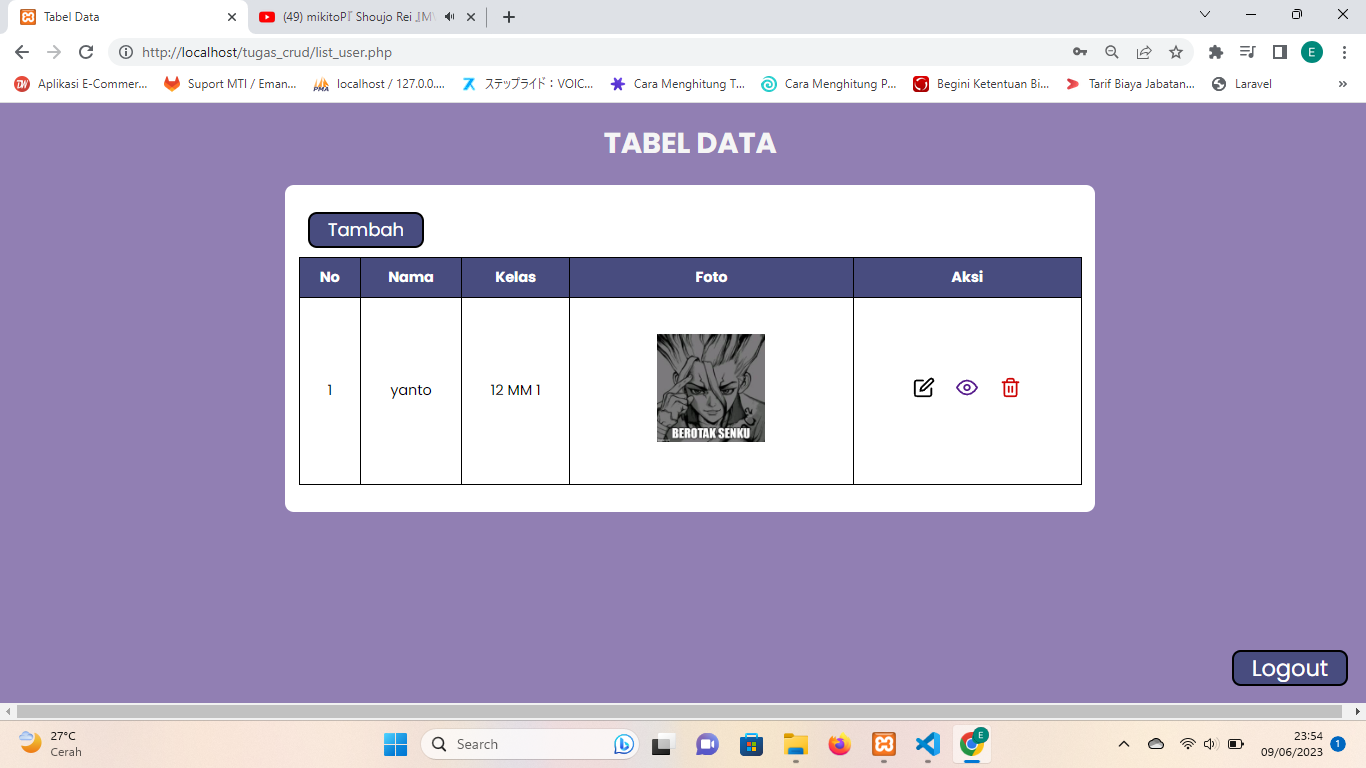 Tabel Data
(49) mikitoP『 Shoujo Rei 』M
http://localhost/tugas_crud/list_user.php
E
Aplikasi E-Commer...
Suport MTI / Eman...
PMA
localhost / 127.0.0....
ステップライド：VOIC...
Cara Menghitung T...
Cara Menghitung P...
Begini Ketentuan Bi...
Tarif Biaya Jabatan...
Laravel
»
TABEL DATA
Tambah
No Nama Kelas Foto Aksi
1 yanto 12 MM 1
BEROTAK SENKU
Logout
27°C
Cerah
Search
E
23:54
09/06/2023
1